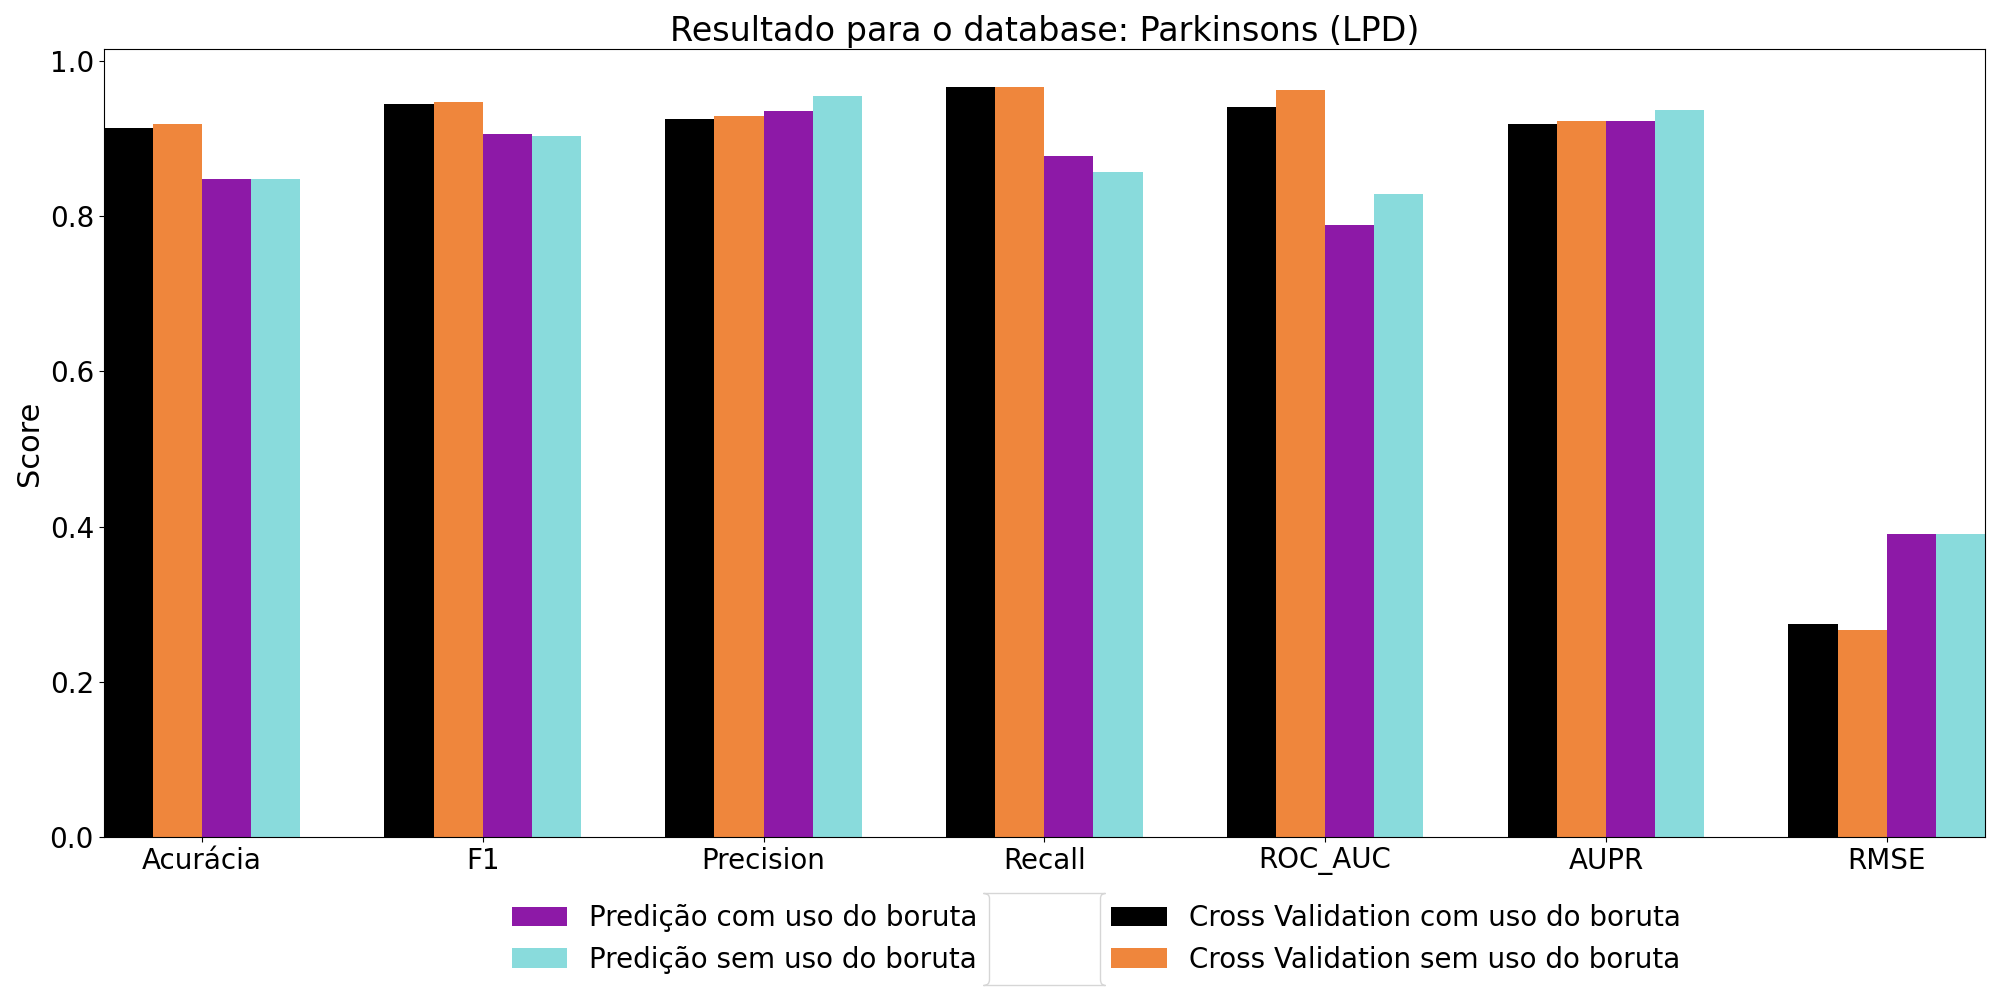 Resultado para o database: Parkinsons (LPD)
1.0
0.8
0.6
0.4
0.2
0.0
Score
Acurácia F1 Precision Recall ROC_AUC AUPR RMSE
Predição com uso do boruta
Predição sem uso do boruta
Cross Validation com uso do boruta
Cross Validation sem uso do boruta